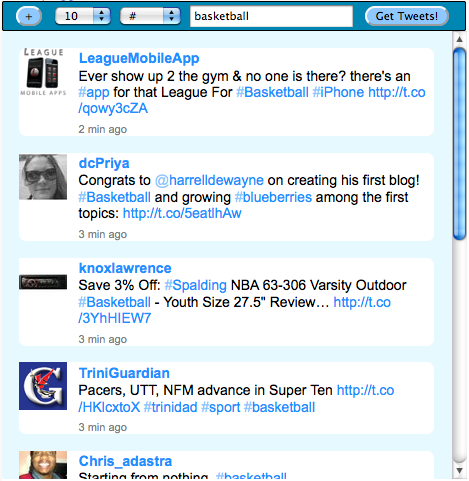 + 10 # basketball Get Tweets!
LEAGUE
MOBILE APPS
LeagueMobileApp
Ever show up 2 the gym & no one is there? there's an
#app for that League For #Basketball #iPhone http://t.co
/qowy3cZA
2 min ago
dcPriya
Congrats to @harrelldewayne on creating his first blog!
#Basketball and growing #blueberries among the first
topics: http://t.co/5eatlhAw
3 min ago
knoxlawrence
Save 3% Off: #Spalding NBA 63-306 Varsity Outdoor
#Basketball - Youth Size 27.5" Review… http://t.co
/3YhHIEW7
3 min ago
TriniGuardian
G
Pacers, UTT, NFM advance in Super Ten http://t.co
/HKlcxtoX #trinidad #sport #basketball
3 min ago
Chris_adastra
Starting from nothing. #basketball